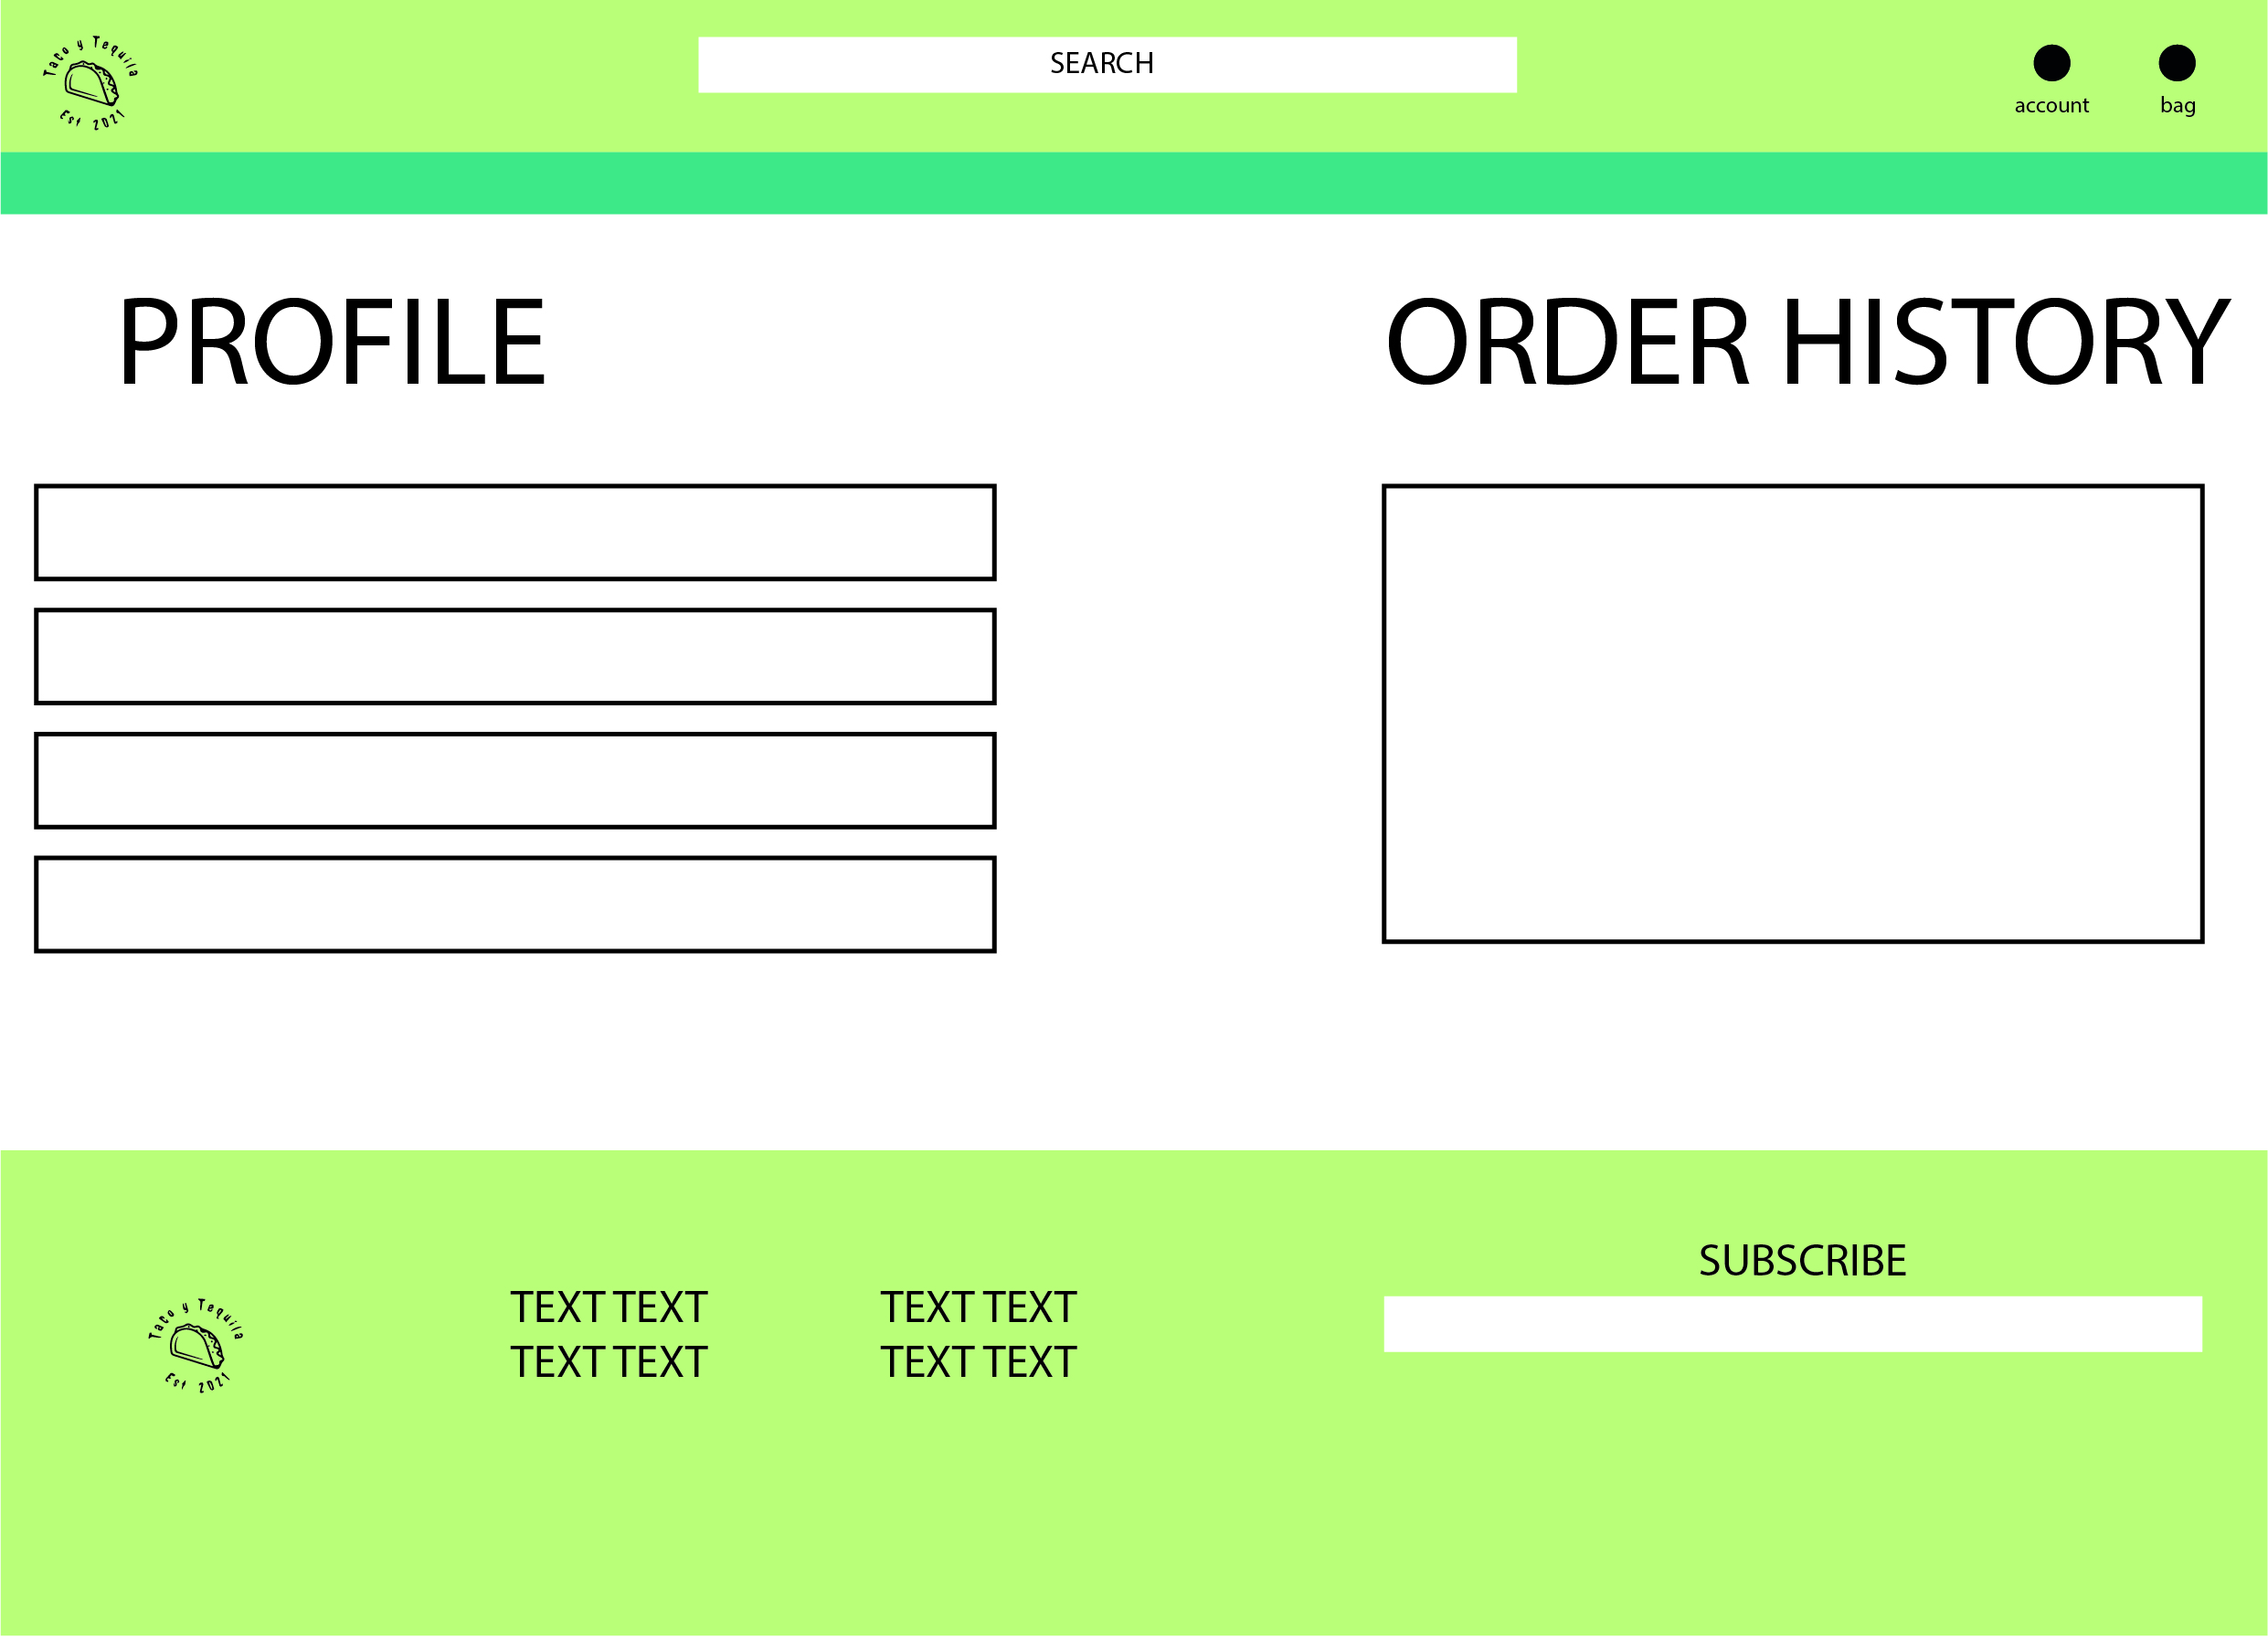 Taco y Tequila
Est 2021
SEARCH
account
bag
PROFILE
ORDER HISTORY
Taco y Tequila
Est 2021
TEXT TEXT
TEXT TEXT
TEXT TEXT
TEXT TEXT
SUBSCRIBE